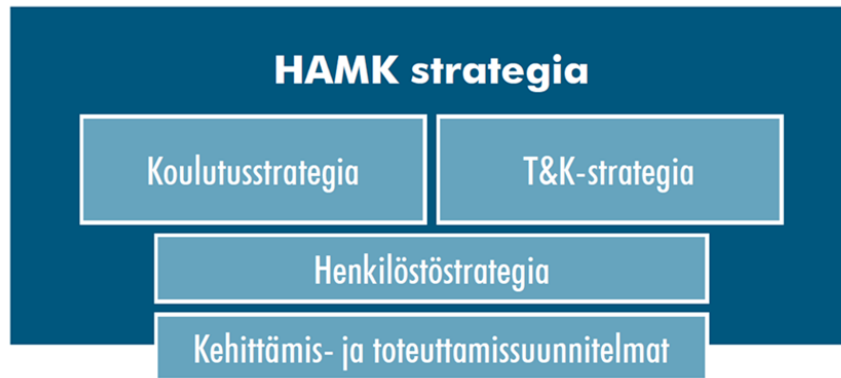 HAMK strategia
Koulutusstrategia
T&K-strategia
Henkilöstöstrategia
Kehittämis- ja toteuttamissuunnitelmat